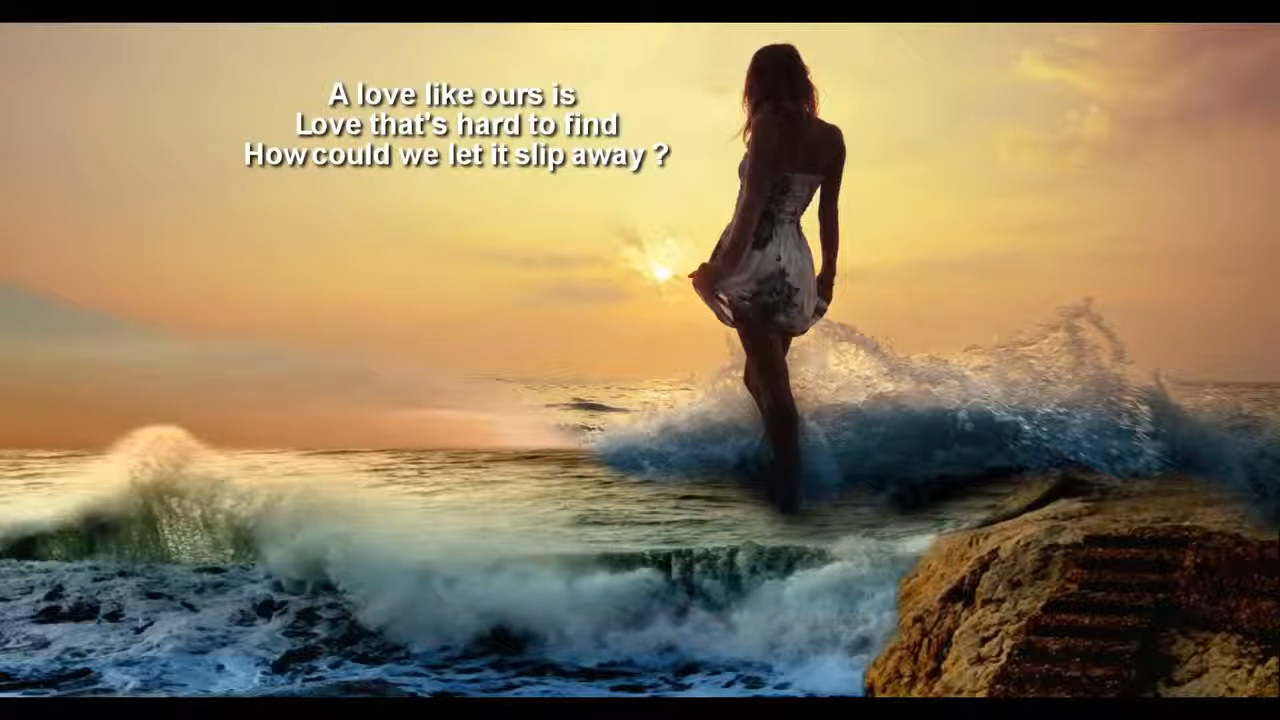 A love like ours is
Love that's hard to find
How could we let it slip away ?